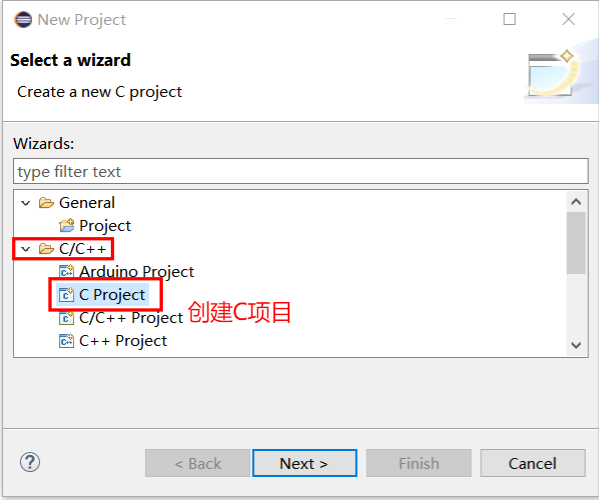 New Project
Select a wizard
Create a new C project
Wizards:
type filter text
General
Project
C/C++
Arduino Project
C Project
创建C项目
C/C++ Project
C++ Project
< Back
Next >
Finish
Cancel